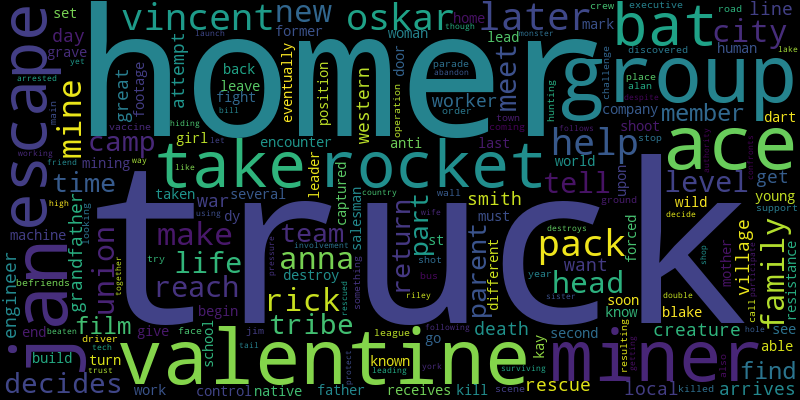 homer
truck
group
rocket
valentine
miner
escape
jan
take
ace
bat
vincent
oskar
later
new
city
line
help
member
meet
mine
camp
time
union
make
life
reach
team
anna
rick
tribe
head
pack
tell
level
family
village
parent
return
part
film
decides
find
arrives
rescue
local
creature
smith
death
want
war
young
get
grandfather
engineer
machine
mining
great
footage
attempt
day
grave
set
girl
encounter
several
taken
captured
leader
salesman
destroy
begin
dy
st
anti
last
world
western
worker
position
fight
back
leave
eventually
former
woman
home
lead
door
operation
order
parade
abandon
bill
launch
though
crew
mark
executive
road
discovered
human
place
alan
company
shoot
stop
dart
lake
monster
challenge
hunting
town
coming
upon
wild
decide
support
resistance
mother
must
different
forced
soon
know
blake
second
kay
go
known
league
following
leading
york
receives
kill
scene
surviving
father
control
native
work
turn
build
end
beaten
driver
tech
trust
give
face
jim
tail
school
protect
rescued
something
country
wall
wife
shot
bus
riley
year
sister
destroys
involvement
pressure
using
try
way
like
let
hiding
vaccine
arrested
yet
main
working
friend
follows
high
looking
together
befriends
ground
double
shop
call
hole
see
able
also
killed
getting
resulting
despite